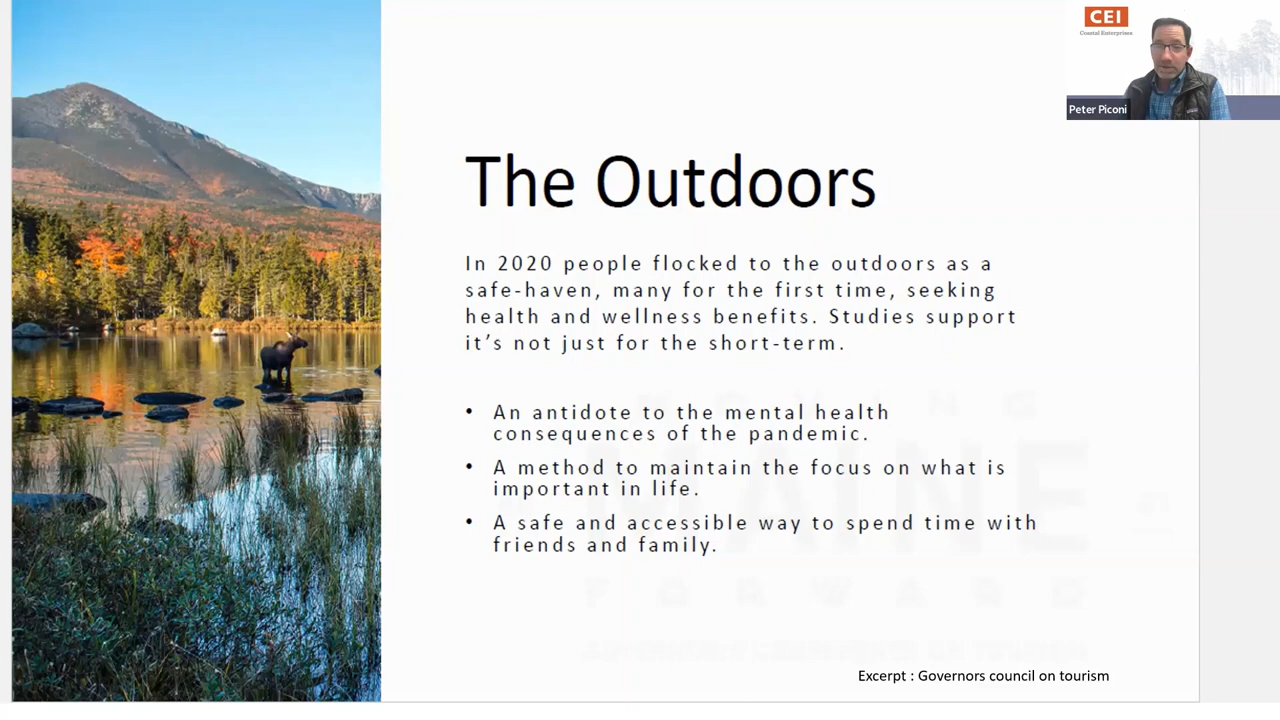 CEI
Coastal Enterprises
Peter Piconi
The Outdoors
In 2020 people flocked to the outdoors as a
safe-haven, many for the first time, seeking
health and wellness benefits. Studies support
it’s not just for the short-term.
• An antidote to the mental health
consequences of the pandemic.
• A method to maintain the focus on what is
important in life.
• A safe and accessible way to spend time with
friends and family.
MOVING
MAINE
FORWARD
Excerpt : Governors council on tourism